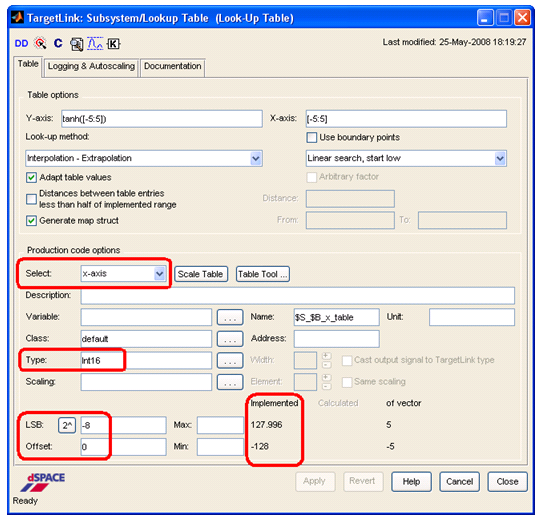 TargetLink: Subsystem/Lookup Table (Look-Up Table)
DD C {K} Last modified: 25-May-2008 18:19:27
Table Logging & Autoscaling Documentation
Table options
Y-axis: tanh([-5:5]) X-axis: [-5:5]
Look-up method: Use boundary points
Interpolation - Extrapolation Linear search, start low
Adapt table values Arbitrary factor
Distances between table entries Distance:
less than half of implemented range
Generate map struct From: To:
Production code options
Select: x-axis Scale Table Table Tool ...
Description:
Variable: ... Name: $S_$B_x_table Unit:
Class: default ... Address:
Type: Int16 ... Width: + - Cast output signal to TargetLink type
Scaling: ... Element: + - Same scaling
Implemented Calculated of vector
LSB: 2^ -8 Max: 127.996 5
Offset: 0 Min: -128 -5
dSPACE Apply Revert Help Cancel Close
Ready